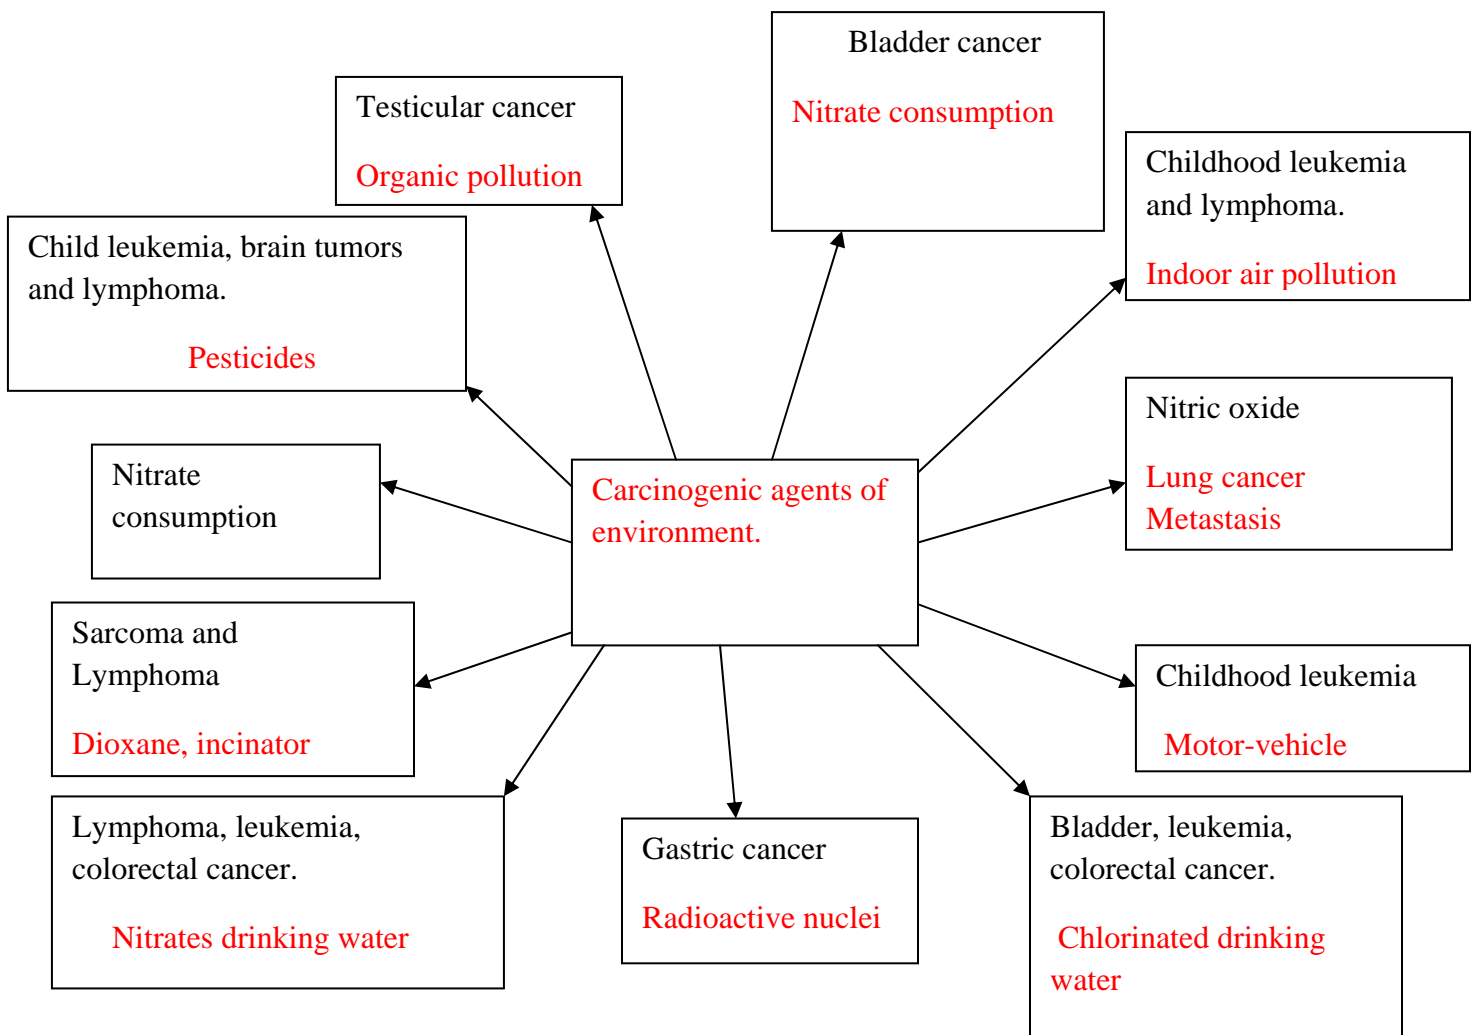 Bladder cancer
Nitrate consumption
Testicular cancer
Organic pollution
Childhood leukemia
and lymphoma.
Indoor air pollution
Child leukemia, brain tumors
and lymphoma.
Pesticides
Nitric oxide
Lung cancer
Metastasis
Nitrate
consumption
Carcinogenic agents of
environment.
Sarcoma and
Lymphoma
Dioxane, incinator
Childhood leukemia
Motor-vehicle
Lymphoma, leukemia,
colorectal cancer.
Nitrates drinking water
Gastric cancer
Radioactive nuclei
Bladder, leukemia,
colorectal cancer.
Chlorinated drinking
water